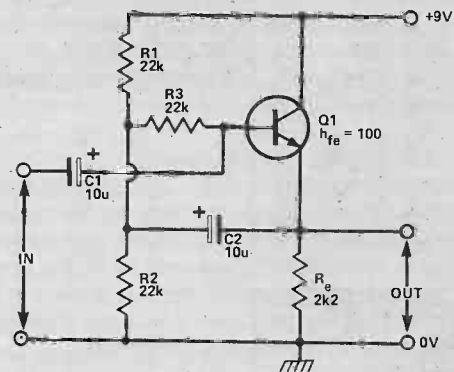 +9V
R1
22k
R3
22k
Q1
hfe = 100
+
C1
10u
+
C2
10u
IN
R2
22k
Re
2k2
OUT
0V